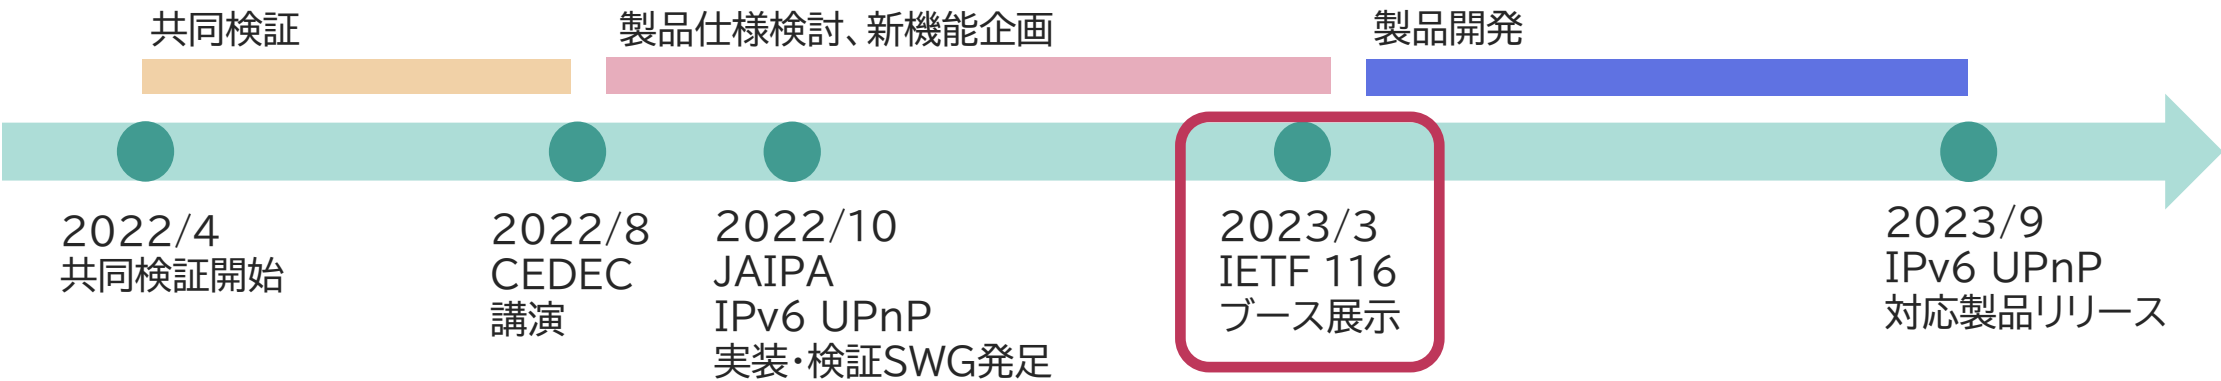 共同検証
製品仕様検討、新機能企画
製品開発
2022/4
共同検証開始
2022/8
CEDEC
講演
2022/10
JAIPA
IPv6 UPnP
実装・検証SWG発足
2023/3
IETF 116
ブース展示
2023/9
IPv6 UPnP
対応製品リリース